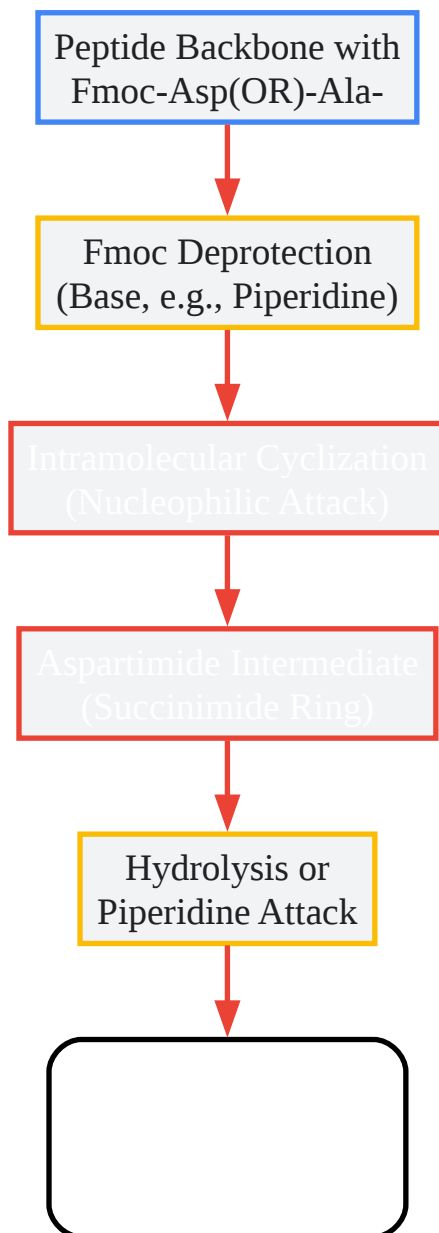 Peptide Backbone with
Fmoc-Asp(OR)-Ala-
Fmoc Deprotection
(Base, e.g., Piperidine)
Intramolecular Cyclization
(Nucleophilic Attack)
Aspartimide Intermediate
(Succinimide Ring)
Hydrolysis or
Piperidine Attack